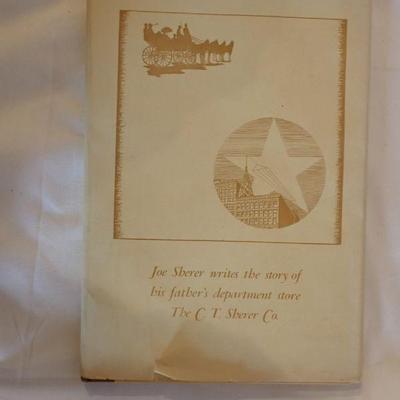 Joe Sherer writes the story of
his father's department store
The C. T. Sherer Co.